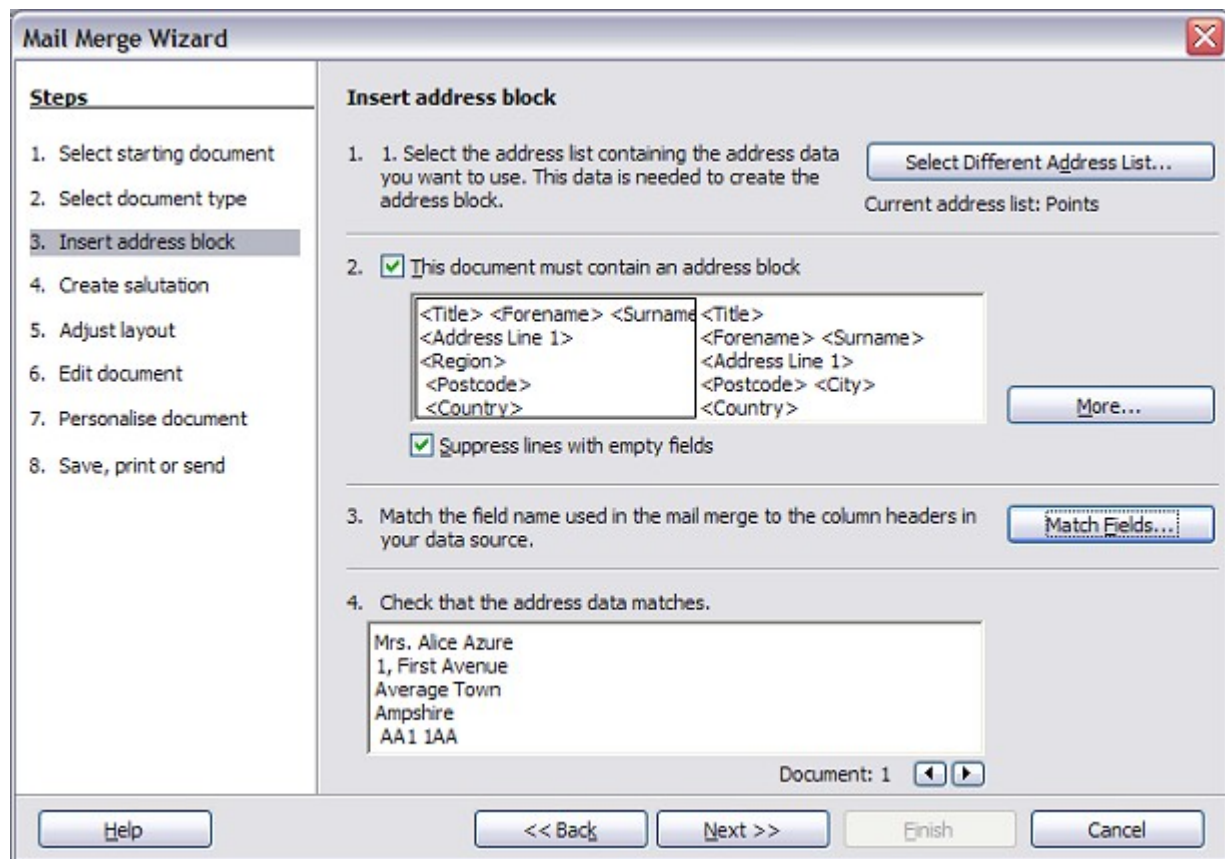 Mail Merge Wizard
Steps
1. Select starting document
2. Select document type
3. Insert address block
4. Create salutation
5. Adjust layout
6. Edit document
7. Personalise document
8. Save, print or send
Insert address block
1. 1. Select the address list containing the address data
you want to use. This data is needed to create the
address block.
Select Different Address List...
Current address list: Points
2. This document must contain an address block
<Title> <Forename> <Surname
<Address Line 1>
<Region>
<Postcode>
<Country>
<Title>
<Forename> <Surname>
<Address Line 1>
<Postcode> <City>
<Country>
More...
Suppress lines with empty fields
3. Match the field name used in the mail merge to the column headers in
your data source.
Match Fields...
4. Check that the address data matches.
Mrs. Alice Azure
1, First Avenue
Average Town
Ampshire
AA1 1AA
Document: 1
Help
<< Back
Next >>
Finish
Cancel